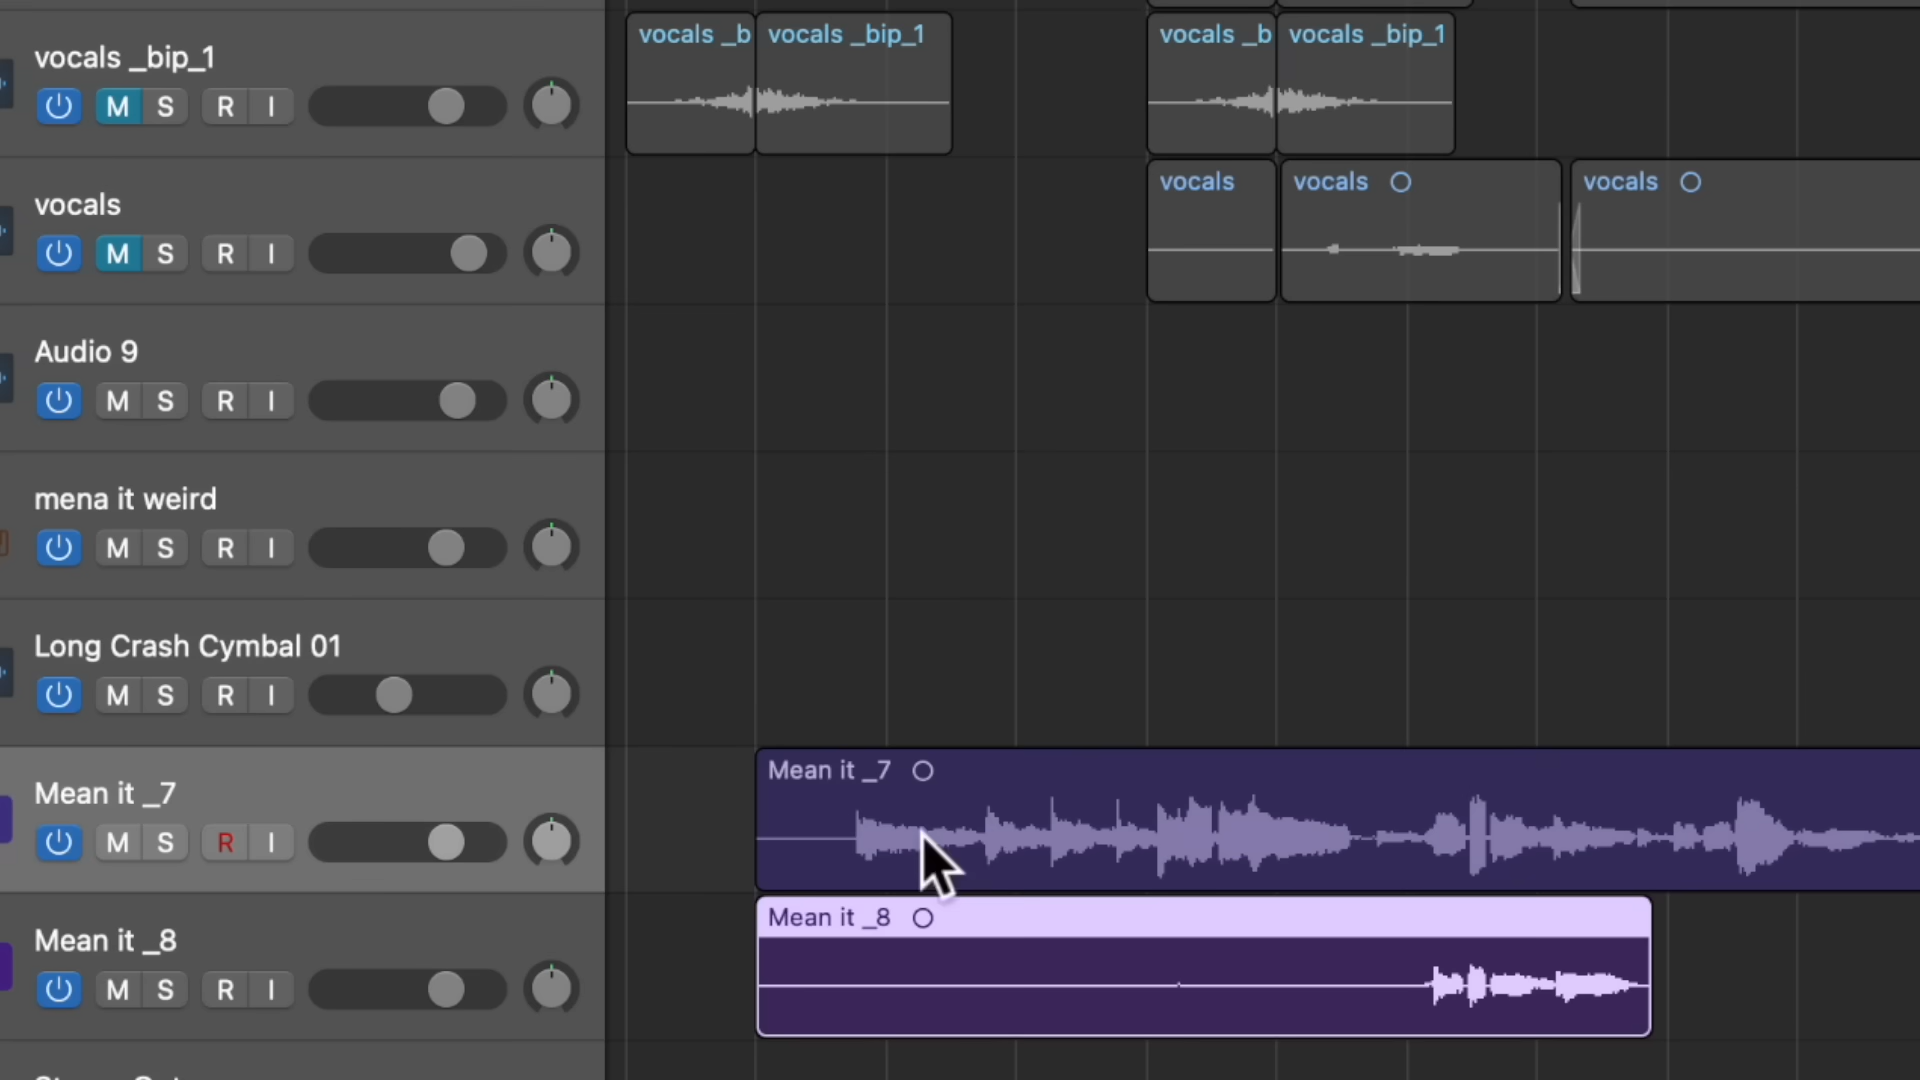 vocals _bip_1
M S R I
vocals _b vocals _bip_1 vocals _b vocals _bip_1
vocals
M S R I
vocals vocals vocals
Audio 9
M S R I
mena it weird
M S R I
Long Crash Cymbal 01
M S R I
Mean it _7
M S R I
Mean it _7
Mean it _8
M S R I
Mean it _8